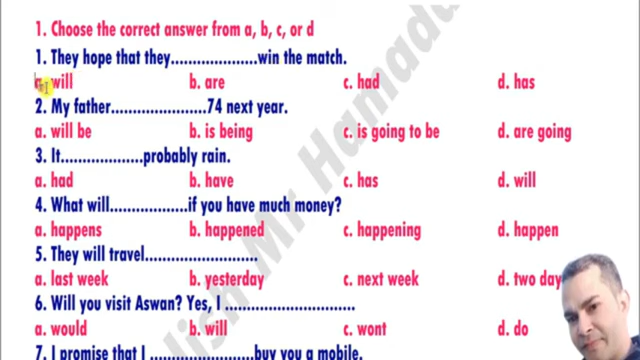 1. Choose the correct answer from a, b, c, or d
1. They hope that they.....................win the match.
will b. are c. had d. has
2. My father........................74 next year.
a. will be b. is being c. is going to be d. are going
3. It....................probably rain.
a. had b. have c. has d. will
4. What will...................if you have much money?
a. happens b. happened c. happening d. happen
5. They will travel............................
a. last week b. yesterday c. next week d. two day
6. Will you visit Aswan? Yes, I ................................
a. would b. will c. wont d. do
7. I promise that I ..........................buy you a mobile.
lish Mr Hamada